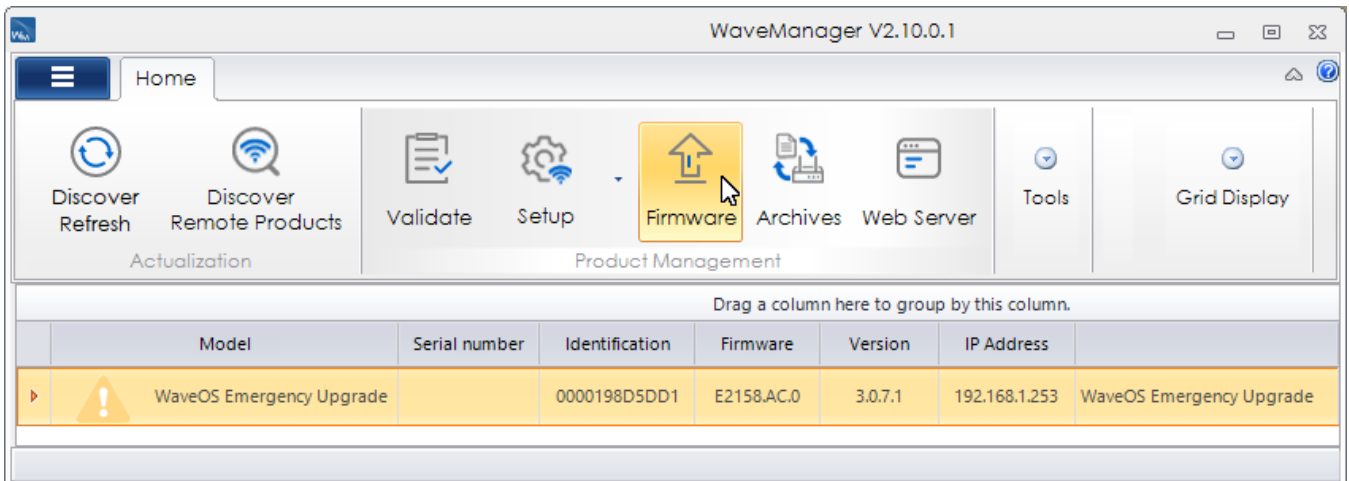 WaveManager V2.10.0.1
Home
Discover Refresh
Discover Remote Products
Validate
Setup
Firmware
Archives
Web Server
Tools
Grid Display
Actualization
Product Management
Drag a column here to group by this column.
Model Serial number Identification Firmware Version IP Address
WaveOS Emergency Upgrade 0000198D5DD1 E2158.AC.0 3.0.7.1 192.168.1.253 WaveOS Emergency Upgrade